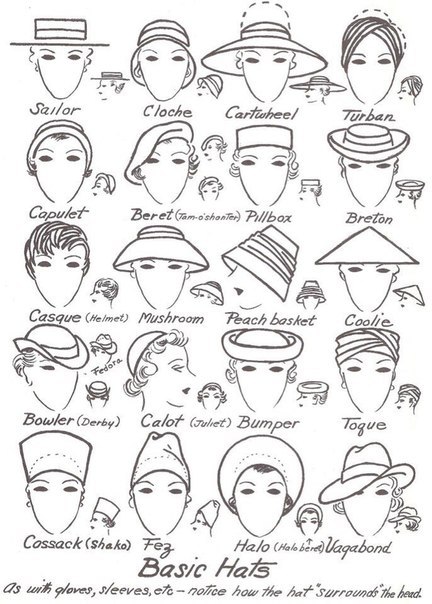 Sailor Cloche Cartwheel Turban
Capulet Beret (Tam-o'shanter) Pillbox Breton
Casque (Helmet) Mushroom Peach basket Coolie
Fedora
Bowler (Derby) Calot (Juliet) Bumper Toque
Cossack (shako) Fez Halo (Halo beret) Vagabond
Basic Hats
As with gloves, sleeves, etc - notice how the hat "surrounds" the head.